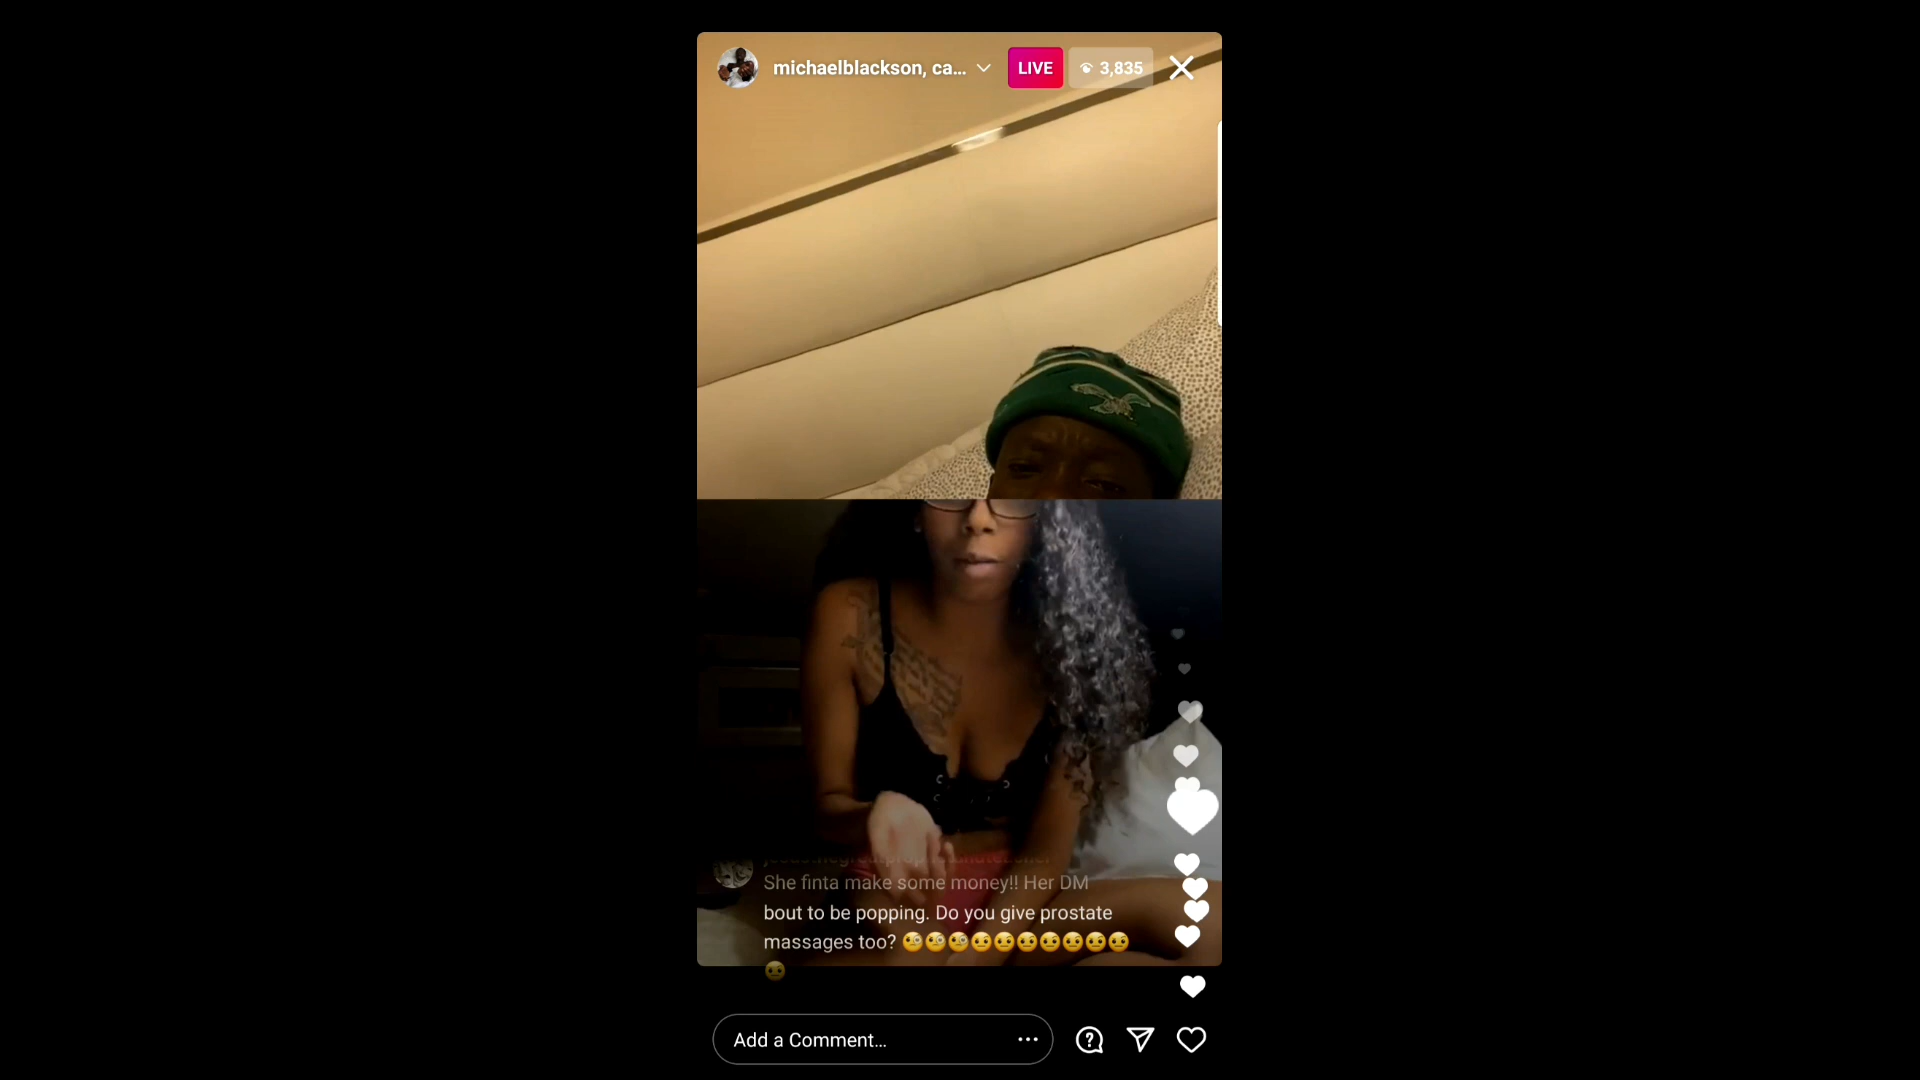 michaelblackson, ca...
LIVE
3,835
She finta make some money!! Her DM
bout to be popping. Do you give prostate
massages too? 🧐🧐🧐🤨🤨🤨🤨🤨🤨🤨
🤨
Add a Comment...